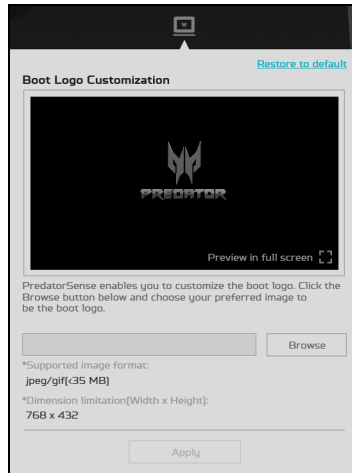 Restore to default
Boot Logo Customization
PREDATOR
Preview in full screen
PredatorSense enables you to customize the boot logo. Click the
Browse button below and choose your preferred image to
be the boot logo.
Browse
*Supported image format:
jpeg/gif(<35 MB)
*Dimension limitation(Width x Height):
768 x 432
Apply